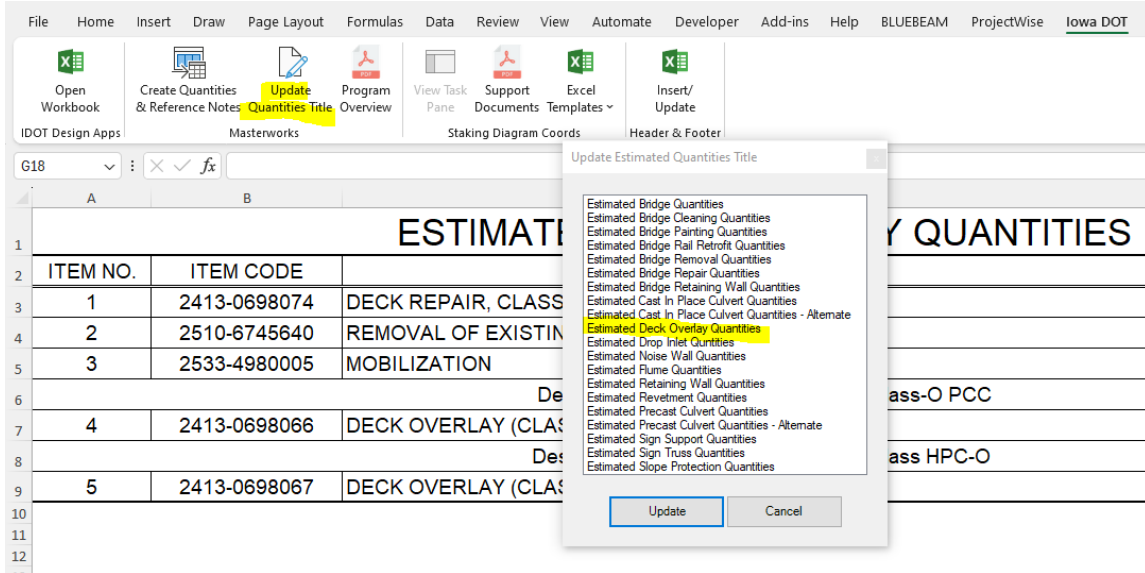 File Home Insert Draw Page Layout Formulas Data Review View Automate Developer Add-ins Help BLUEBEAM ProjectWise Iowa DOT
Open Workbook
Create Quantities & Reference Notes
Update Quantities Title
PDF
Program Overview
View Task Pane
PDF
Support Documents
Excel Templates
Insert/ Update
IDOT Design Apps Masterworks Staking Diagram Coords Header & Footer
G18 fx
A B
1 ESTIMATE Y QUANTITIES
2 ITEM NO. ITEM CODE
3 1 2413-0698074 DECK REPAIR, CLASS
4 2 2510-6745640 REMOVAL OF EXISTIN
5 3 2533-4980005 MOBILIZATION
6 De ass-O PCC
7 4 2413-0698066 DECK OVERLAY (CLAS
8 Des ass HPC-O
9 5 2413-0698067 DECK OVERLAY (CLAS
10
11
12
Update Estimated Quantities Title
Estimated Bridge Quantities
Estimated Bridge Cleaning Quantities
Estimated Bridge Painting Quantities
Estimated Bridge Rail Retrofit Quantities
Estimated Bridge Removal Quantities
Estimated Bridge Repair Quantities
Estimated Bridge Retaining Wall Quantities
Estimated Cast In Place Culvert Quantities
Estimated Cast In Place Culvert Quantities - Alternate
Estimated Deck Overlay Quantities
Estimated Drop Inlet Quntities
Estimated Noise Wall Quantities
Estimated Flume Quantities
Estimated Retaining Wall Quantities
Estimated Revetment Quantities
Estimated Precast Culvert Quantities
Estimated Precast Culvert Quantities - Alternate
Estimated Sign Support Quantities
Estimated Sign Truss Quantities
Estimated Slope Protection Quantities
Update Cancel